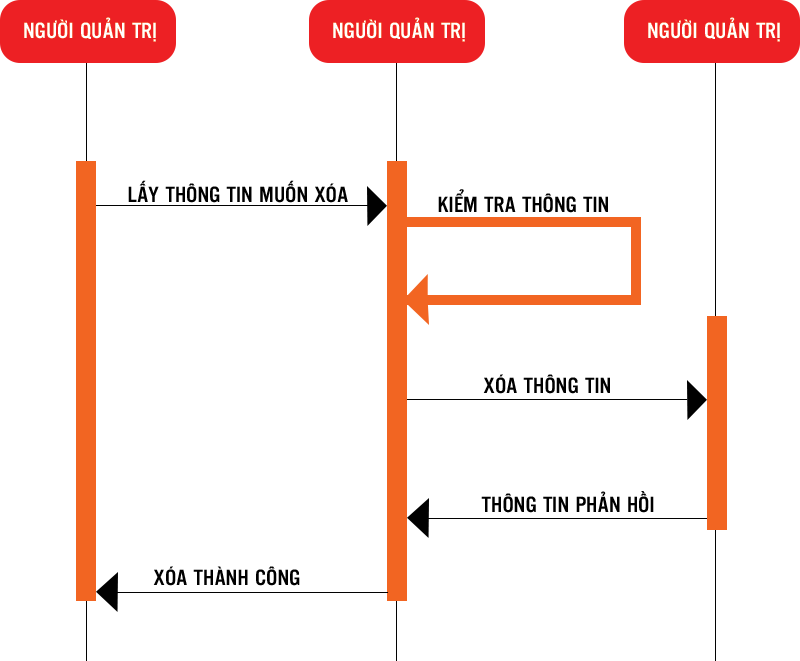 NGƯỜI QUẢN TRỊ
NGƯỜI QUẢN TRỊ
NGƯỜI QUẢN TRỊ
LẤY THÔNG TIN MUỐN XÓA
KIỂM TRA THÔNG TIN
XÓA THÔNG TIN
THÔNG TIN PHẢN HỒI
XÓA THÀNH CÔNG